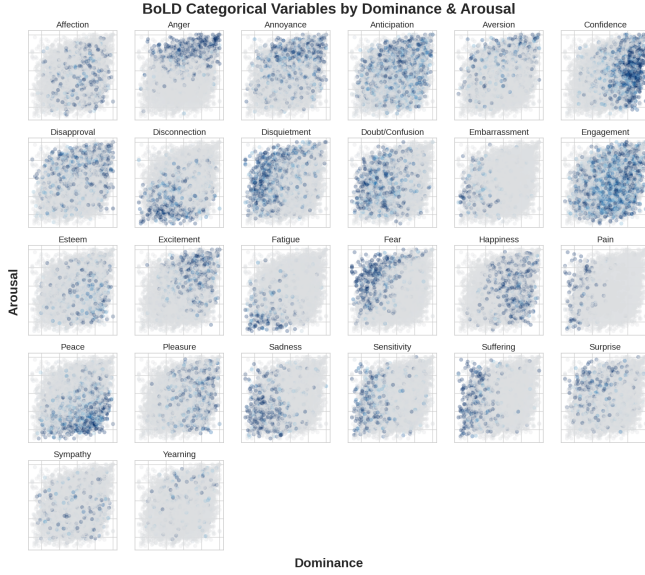 BoLD Categorical Variables by Dominance & Arousal
Affection Anger Annoyance Anticipation Aversion Confidence
Disapproval Disconnection Disquietment Doubt/Confusion Embarrassment Engagement
Esteem Excitement Fatigue Fear Happiness Pain
Arousal
Peace Pleasure Sadness Sensitivity Suffering Surprise
Sympathy Yearning
Dominance